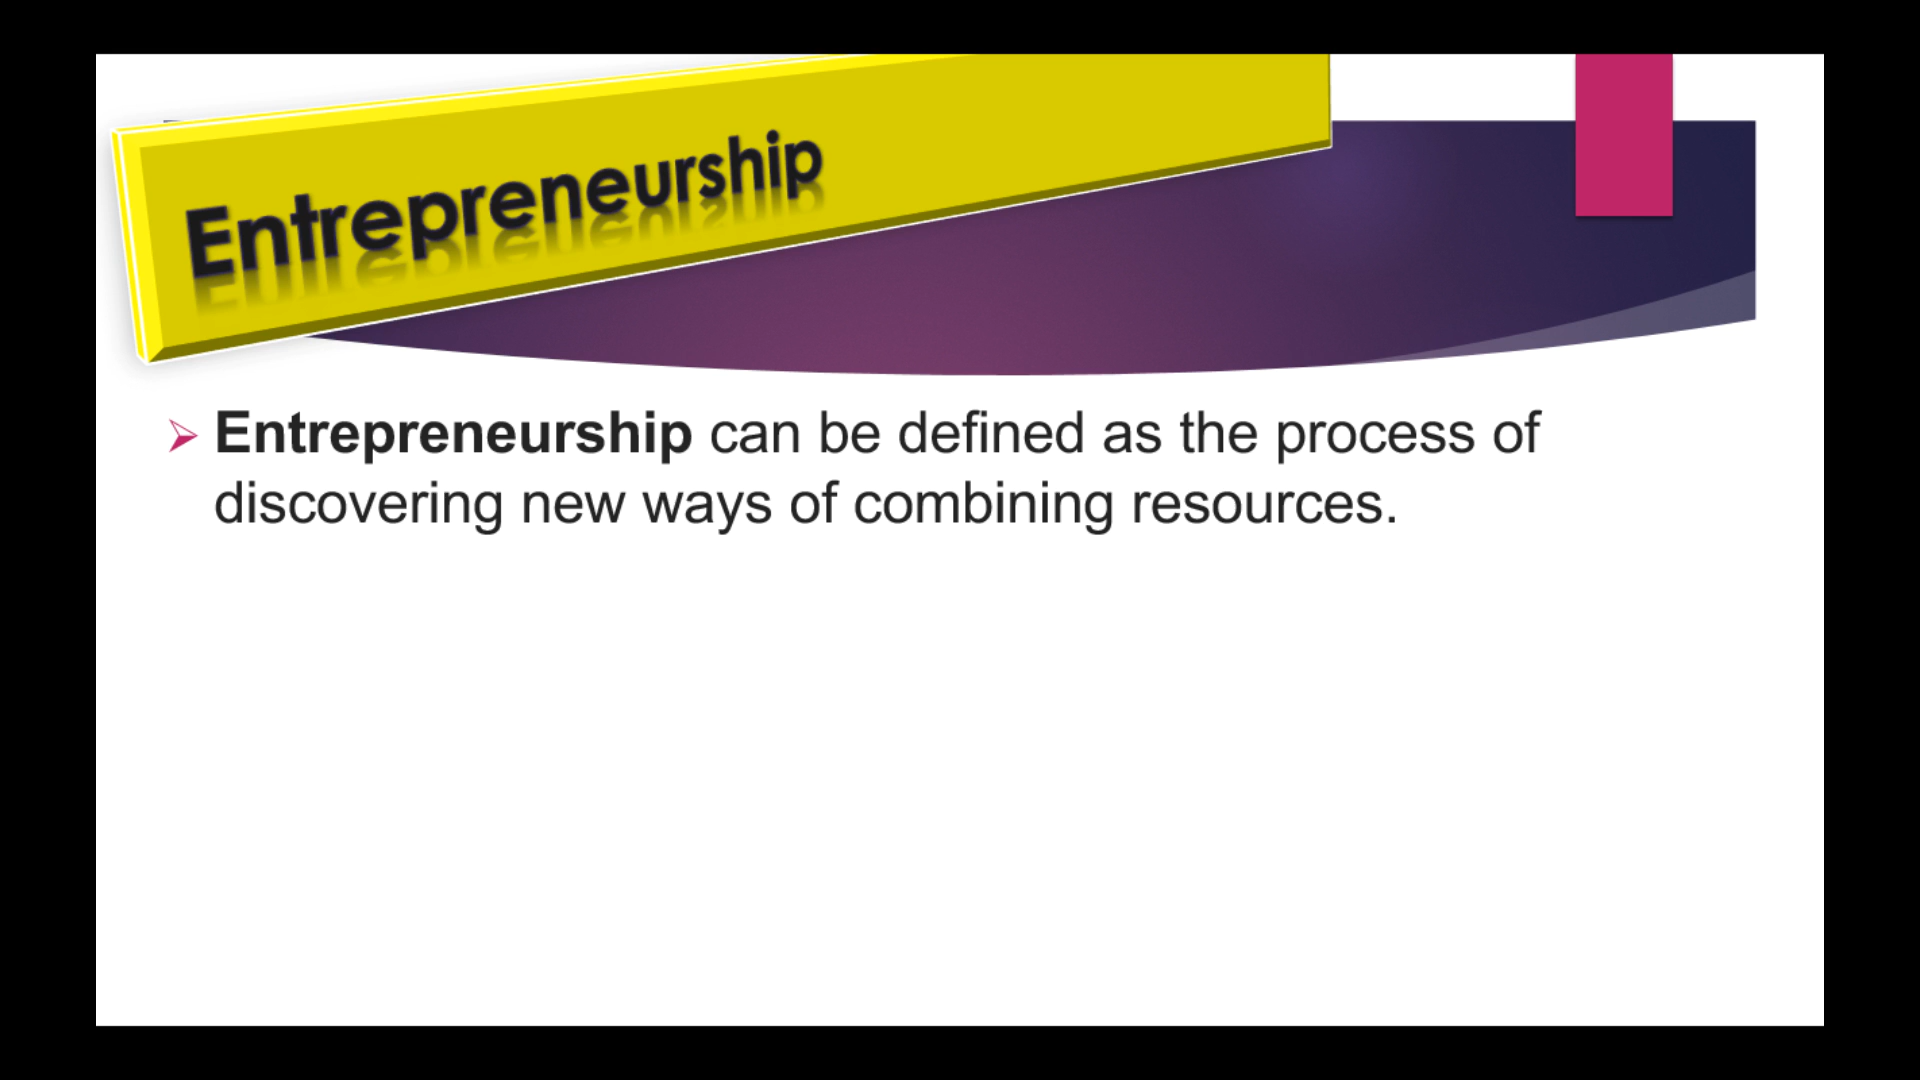 Entrepreneurship
Entrepreneurship can be defined as the process of
discovering new ways of combining resources.